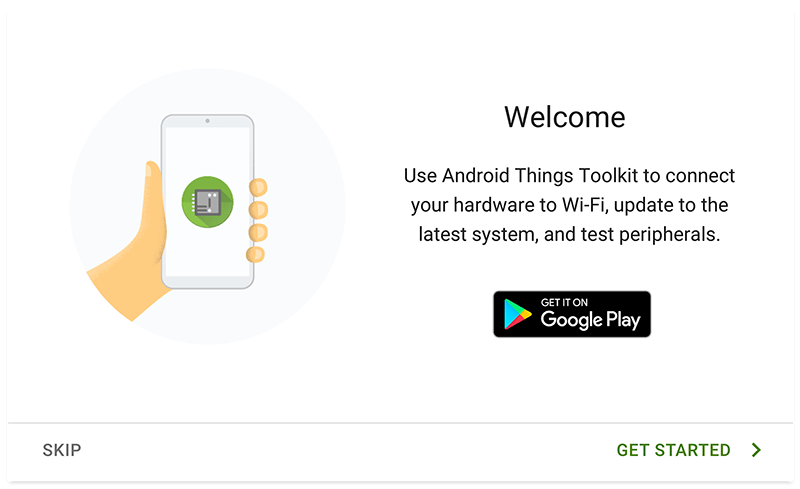 Welcome
Use Android Things Toolkit to connect
your hardware to Wi-Fi, update to the
latest system, and test peripherals.
GET IT ON
Google Play
SKIP
GET STARTED